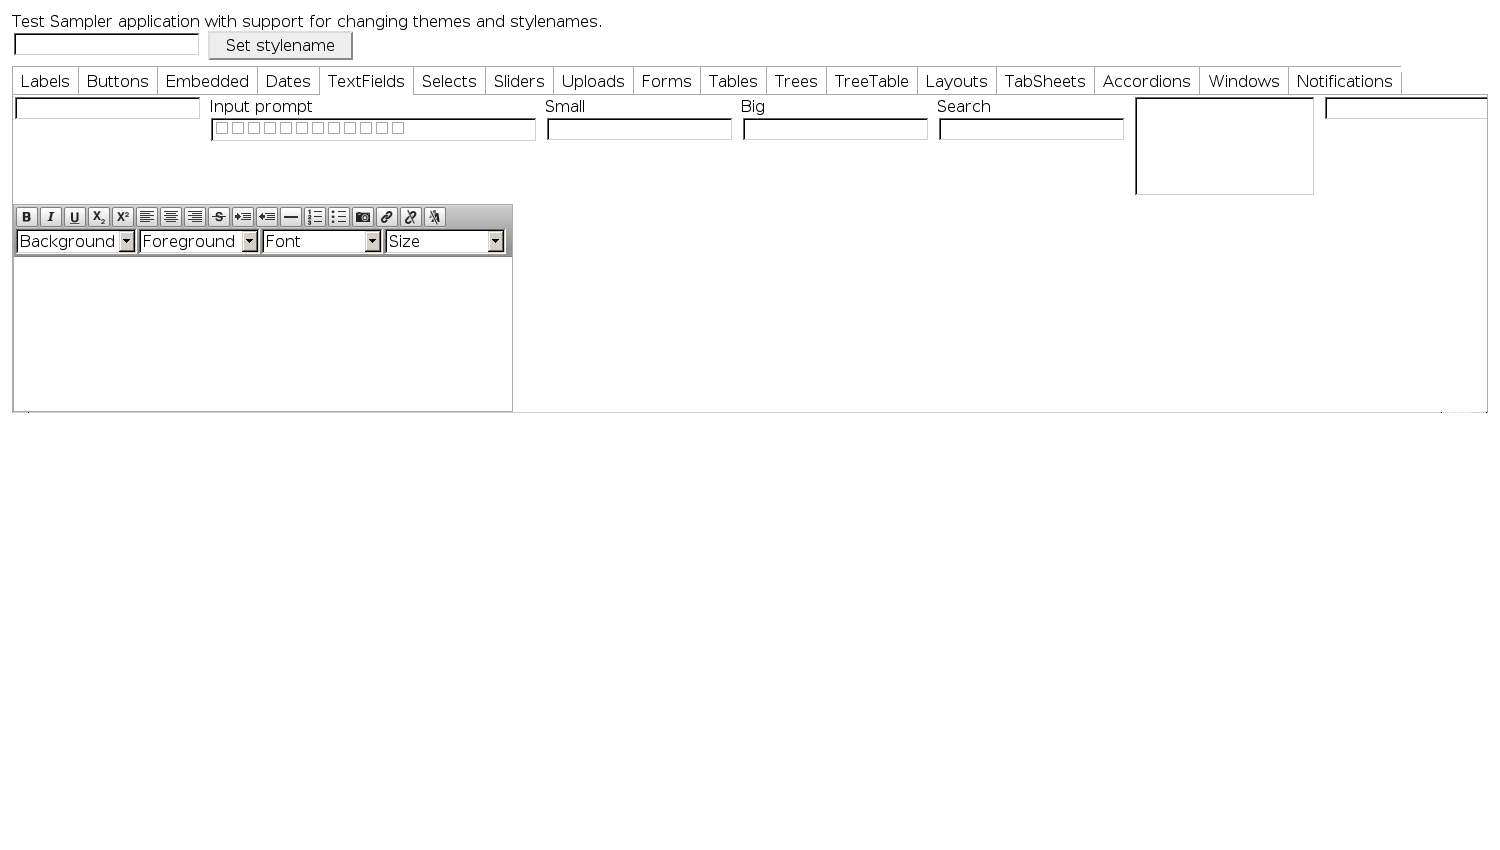 Test Sampler application with support for changing themes and stylenames.
Set stylename
Labels Buttons Embedded Dates TextFields Selects Sliders Uploads Forms Tables Trees TreeTable Layouts TabSheets Accordions Windows Notifications
Input prompt Small Big Search
B I U X₂ X² S
Background Foreground Font Size